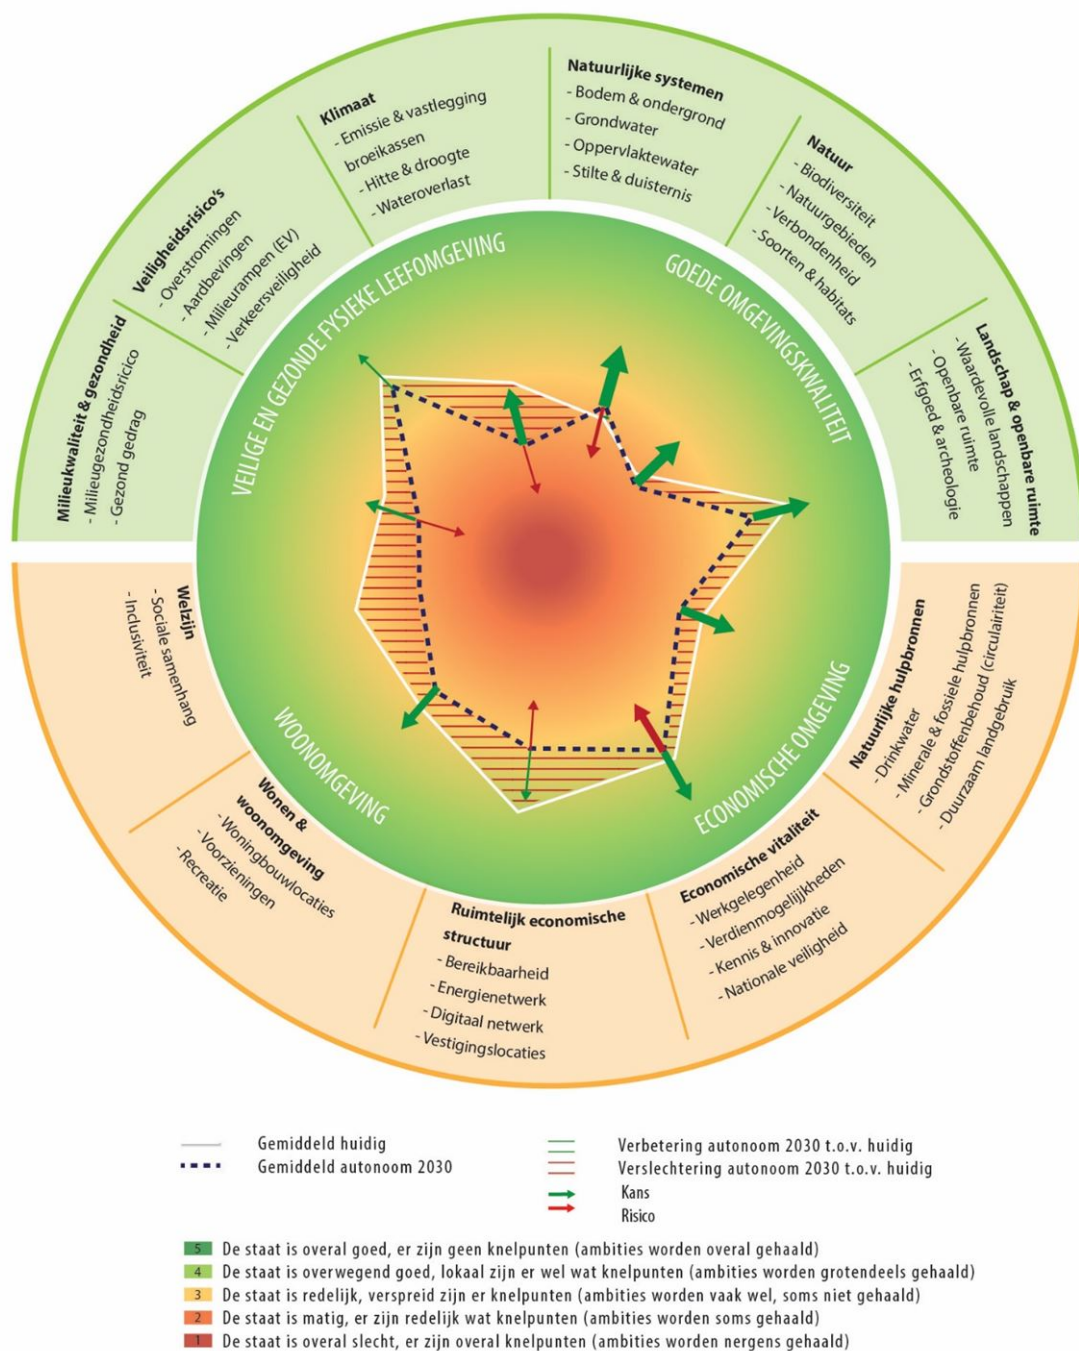 Klimaat
- Emissie & vastlegging
broeikassen
- Hitte & droogte
- Wateroverlast
Natuurlijke systemen
- Bodem & ondergrond
- Grondwater
- Oppervlaktewater
- Stilte & duisternis
Natuur
- Biodiversiteit
- Natuurgebieden
- Verbondenheid
- Soorten & habitats
Veiligheidsrisico's
- Overstromingen
- Aardbevingen
- Milieurampen (EV)
- Verkeersveiligheid
Milieukwaliteit & gezondheid
- Milieugezondheidsricico
- Gezond gedrag
Landschap & openbare ruimte
- Waardevolle landschappen
- Openbare ruimte
- Erfgoed & archeologie
VEILIGE EN GEZONDE FYSIEKE LEEFOMGEVING
GOEDE OMGEVINGSKWALITEIT
WOONOMGEVING
ECONOMISCHE OMGEVING
Welzijn
- Sociale samenhang
- Inclusiviteit
Natuurlijke hulpbronnen
- Drinkwater
- Minerale & fossiele hulpbronnen
- Grondstoffenbehoud (circulairiteit)
- Duurzaam landgebruik
Wonen &
woonomgeving
- Woningbouwlocaties
- Voorzieningen
- Recreatie
Ruimtelijk economische
structuur
- Bereikbaarheid
- Energienetwerk
- Digitaal netwerk
- Vestigingslocaties
Economische vitaliteit
- Werkgelegenheid
- Verdienmogelijkheden
- Kennis & innovatie
- Nationale veiligheid
Gemiddeld huidig
Gemiddeld autonoom 2030
Verbetering autonoom 2030 t.o.v. huidig
Verslechtering autonoom 2030 t.o.v. huidig
Kans
Risico
5 De staat is overal goed, er zijn geen knelpunten (ambities worden overal gehaald)
4 De staat is overwegend goed, lokaal zijn er wel wat knelpunten (ambities worden grotendeels gehaald)
3 De staat is redelijk, verspreid zijn er knelpunten (ambities worden vaak wel, soms niet gehaald)
2 De staat is matig, er zijn redelijk wat knelpunten (ambities worden soms gehaald)
1 De staat is overal slecht, er zijn overal knelpunten (ambities worden nergens gehaald)